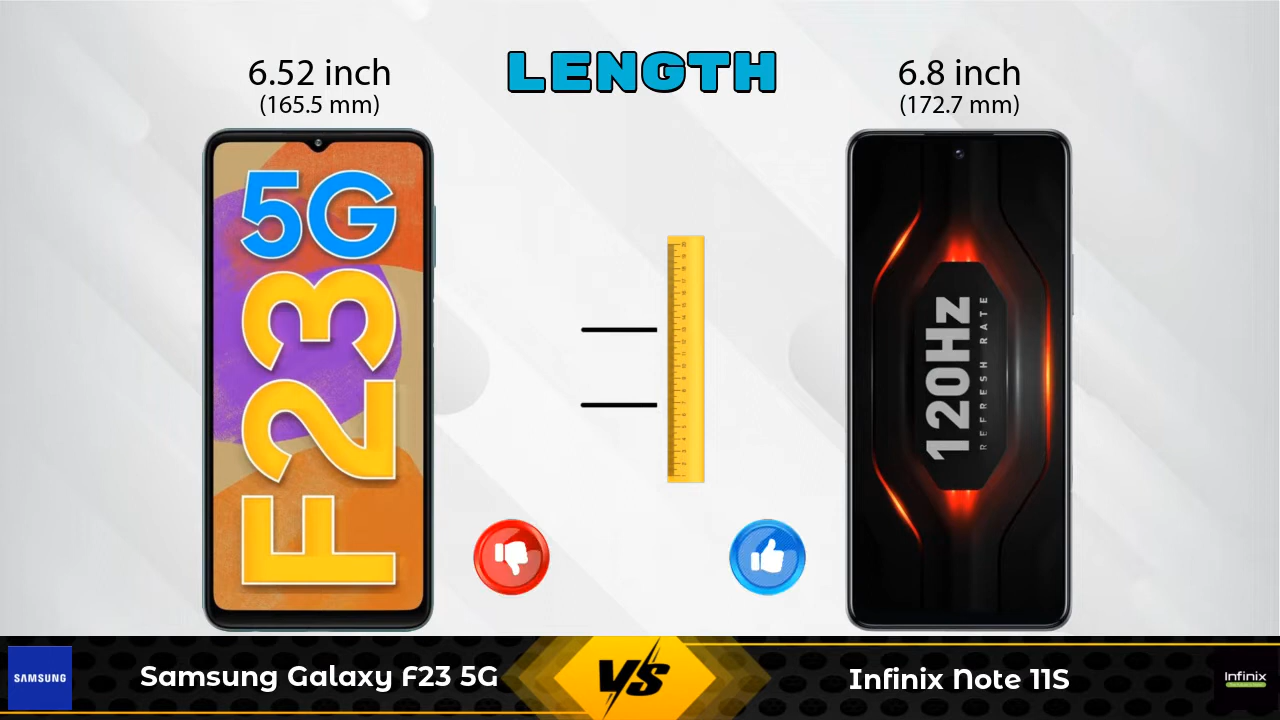 LENGTH
6.52 inch
(165.5 mm)
6.8 inch
(172.7 mm)
5G
F23
120Hz
REFRESH RATE
SAMSUNG
Samsung Galaxy F23 5G
VS
Infinix Note 11S
Infinix